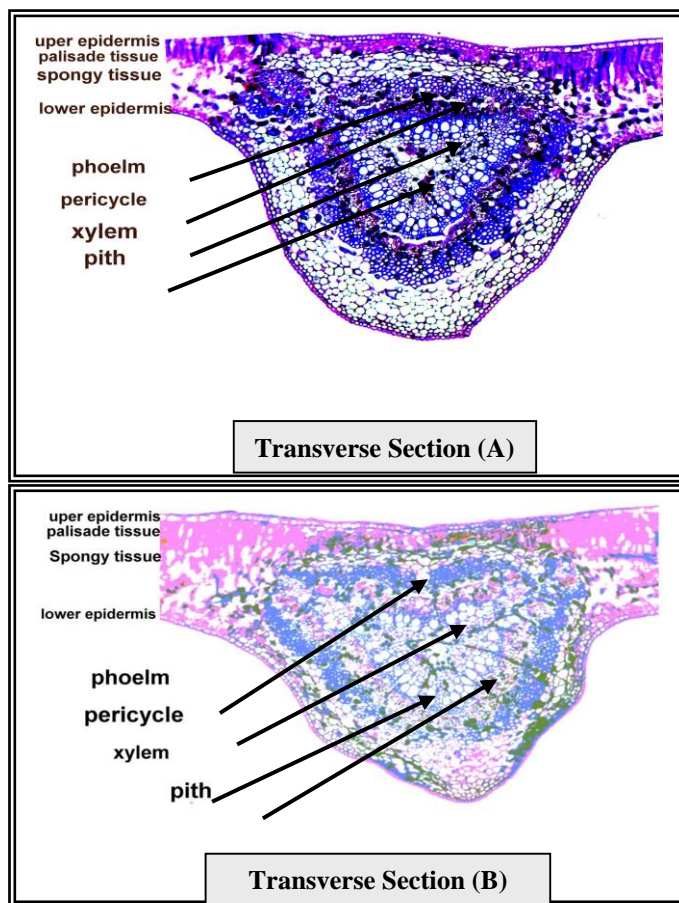 uper epidermis
palisade tissue
spongy tissue
lower epidermis
phoelm
pericycle
xylem
pith
Transverse Section (A)
uper epidermis
palisade tissue
Spongy tissue
lower epidermis
phoelm
pericycle
xylem
pith
Transverse Section (B)